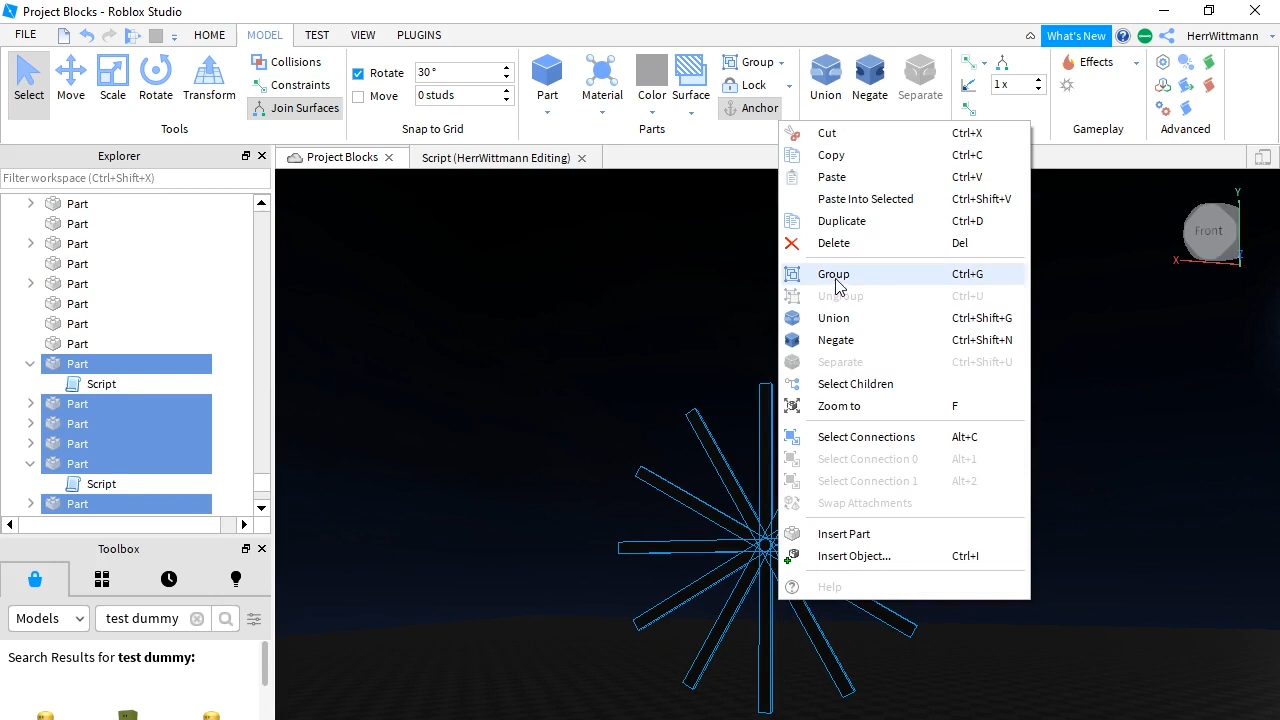 Project Blocks - Roblox Studio
FILE HOME MODEL TEST VIEW PLUGINS What's New HerrWittmann
Select Move Scale Rotate Transform
Collisions
Constraints
Join Surfaces
Tools
Rotate 30°
Move 0 studs
Snap to Grid
Part Material Color Surface
Group
Lock
Anchor
Parts
Union Negate Separate
1 x
Effects
Gameplay
Advanced
Explorer
Filter workspace (Ctrl+Shift+X)
Part
Part
Part
Part
Part
Part
Part
Part
Part
Script
Part
Part
Part
Part
Script
Part
Project Blocks
Script (HerrWittmann Editing)
Cut Ctrl+X
Copy Ctrl+C
Paste Ctrl+V
Paste Into Selected Ctrl+Shift+V
Duplicate Ctrl+D
Delete Del
Group Ctrl+G
Ungroup Ctrl+U
Union Ctrl+Shift+G
Negate Ctrl+Shift+N
Separate Ctrl+Shift+U
Select Children
Zoom to F
Select Connections Alt+C
Select Connection 0 Alt+1
Select Connection 1 Alt+2
Swap Attachments
Insert Part
Insert Object... Ctrl+I
Help
Y
Front
X
Z
Toolbox
Models test dummy
Search Results for test dummy: